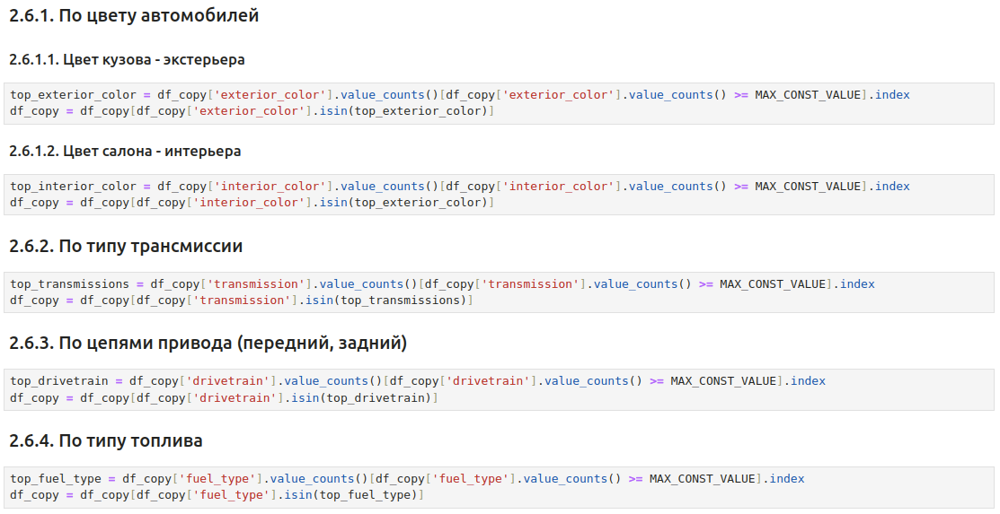 2.6.1. По цвету автомобилей
2.6.1.1. Цвет кузова - экстерьера
top_exterior_color = df_copy['exterior_color'].value_counts()[df_copy['exterior_color'].value_counts() >= MAX_CONST_VALUE].index
df_copy = df_copy[df_copy['exterior_color'].isin(top_exterior_color)]
2.6.1.2. Цвет салона - интерьера
top_interior_color = df_copy['interior_color'].value_counts()[df_copy['interior_color'].value_counts() >= MAX_CONST_VALUE].index
df_copy = df_copy[df_copy['interior_color'].isin(top_exterior_color)]
2.6.2. По типу трансмиссии
top_transmissions = df_copy['transmission'].value_counts()[df_copy['transmission'].value_counts() >= MAX_CONST_VALUE].index
df_copy = df_copy[df_copy['transmission'].isin(top_transmissions)]
2.6.3. По цепями привода (передний, задний)
top_drivetrain = df_copy['drivetrain'].value_counts()[df_copy['drivetrain'].value_counts() >= MAX_CONST_VALUE].index
df_copy = df_copy[df_copy['drivetrain'].isin(top_drivetrain)]
2.6.4. По типу топлива
top_fuel_type = df_copy['fuel_type'].value_counts()[df_copy['fuel_type'].value_counts() >= MAX_CONST_VALUE].index
df_copy = df_copy[df_copy['fuel_type'].isin(top_fuel_type)]